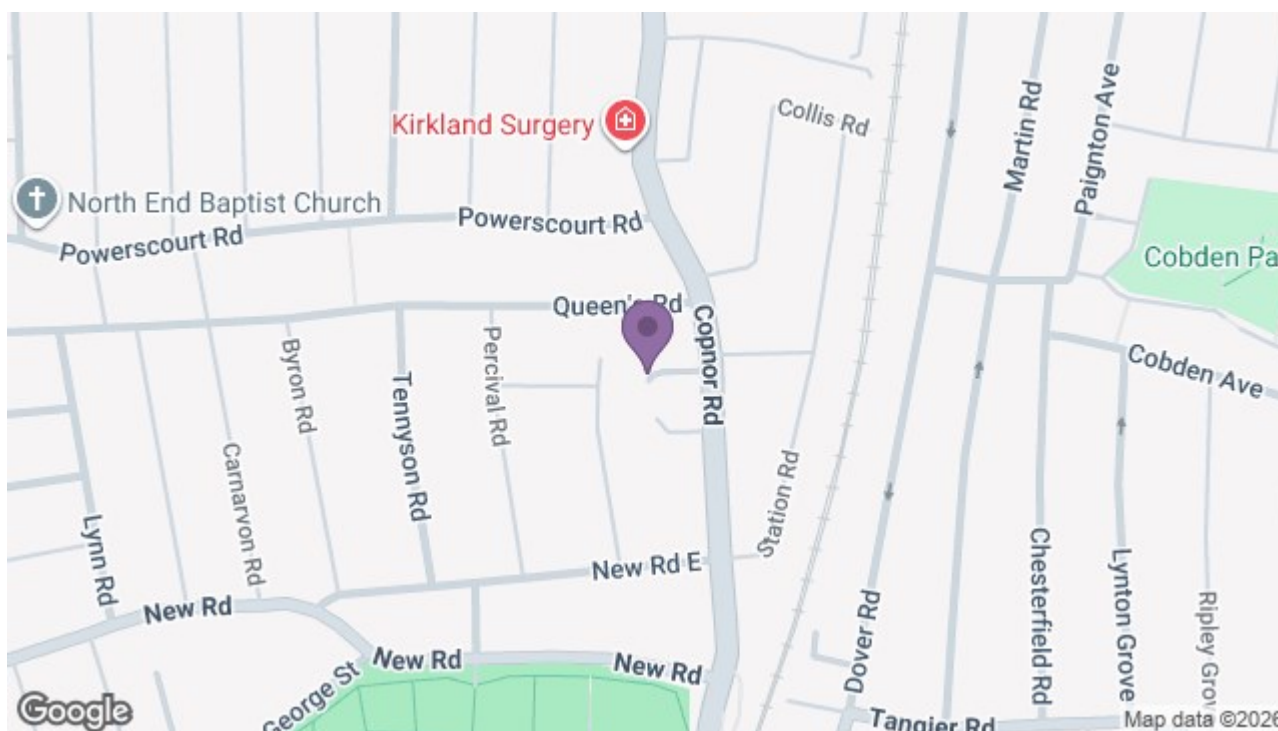 Collis Rd
Kirkland Surgery
Martin Rd
Paignton Ave
North End Baptist Church
Powerscourt Rd
Powerscourt Rd
Cobden Pa
Queen's Rd
Copnor Rd
Byron Rd
Percival Rd
Tennyson Rd
Cobden Ave
Carnarvon Rd
Lynn Rd
Station Rd
New Rd E
Chesterfield Rd
Lynton Grove
Ripley Grov
New Rd
Dover Rd
New Rd
New Rd
George St
Tangier Rd
Google
Map data ©2026